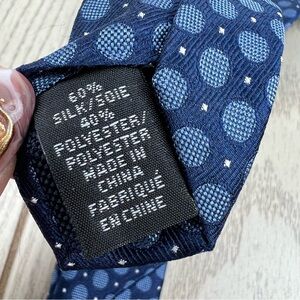 60%
SILK/SOIE
40%
POLYESTER/
POLYESTER
MADE IN
CHINA
FABRIQUÉ
EN CHINE